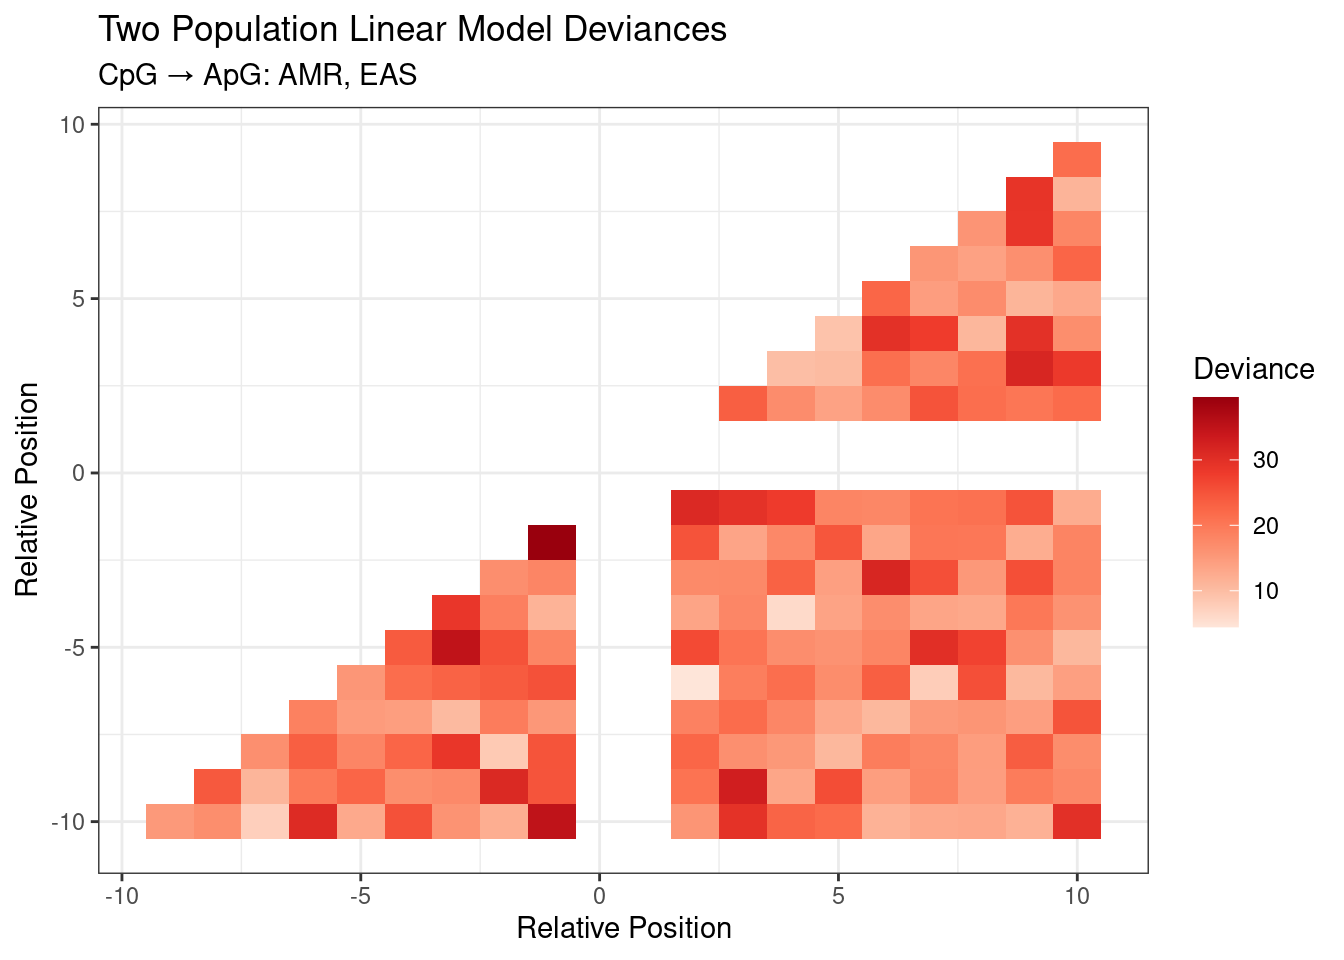 Two Population Linear Model Deviances
CpG → ApG: AMR, EAS
10
5
0
-5
-10
Relative Position
-10
-5
0
5
10
Relative Position
Deviance
30
20
10